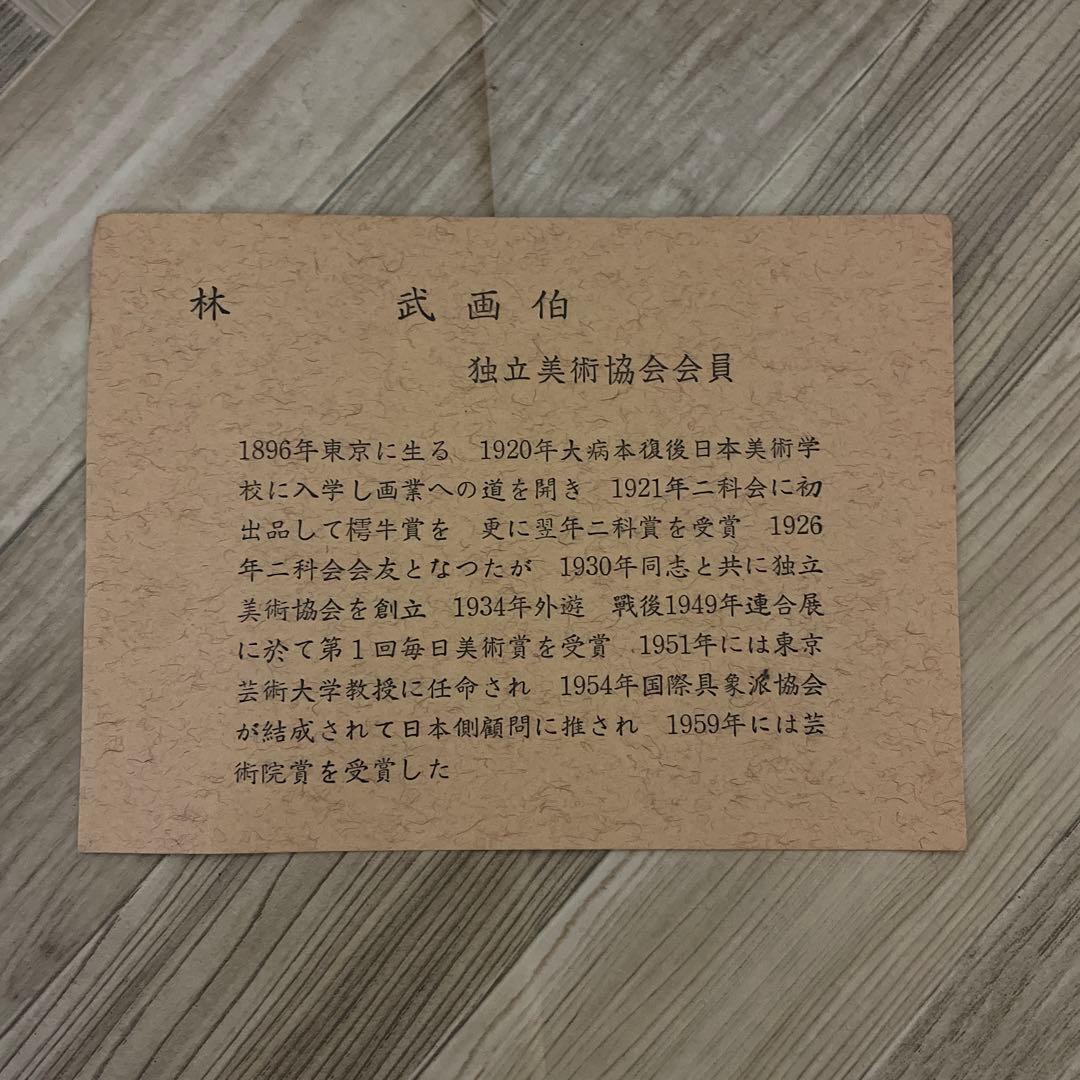 林　武画伯
独立美術協会会員
1896年東京に生る　1920年大病本復後日本美術学
校に入学し画業への道を開き　1921年二科会に初
出品して樗牛賞を　更に翌年二科賞を受賞　1926
年二科会会友となつたが　1930年同志と共に独立
美術協会を創立　1934年外遊　戰後1949年連合展
に於て第1回毎日美術賞を受賞　1951年には東京
芸術大学教授に任命され　1954年国際具象派協会
が結成されて日本側顧問に推され　1959年には芸
術院賞を受賞した